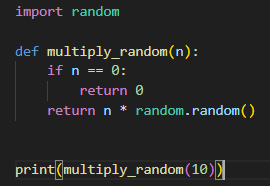 import random
def multiply_random(n):
    if n == 0:
        return 0
    return n * random.random()
print(multiply_random(10))